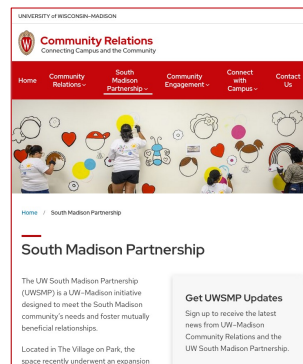 UNIVERSITY of WISCONSIN–MADISON
Community Relations
Connecting Campus and the Community
Home
Community
Relations
South
Madison
Partnership
Community
Engagement
Connect
with
Campus
Contact
Us
Home / South Madison Partnership
South Madison Partnership
The UW South Madison Partnership
(UWSMP) is a UW–Madison initiative
designed to meet the South Madison
community's needs and foster mutually
beneficial relationships.
Located in The Village on Park, the
space recently underwent an expansion
Get UWSMP Updates
Sign up to receive the latest
news from UW–Madison
Community Relations and the
UW South Madison Partnership.